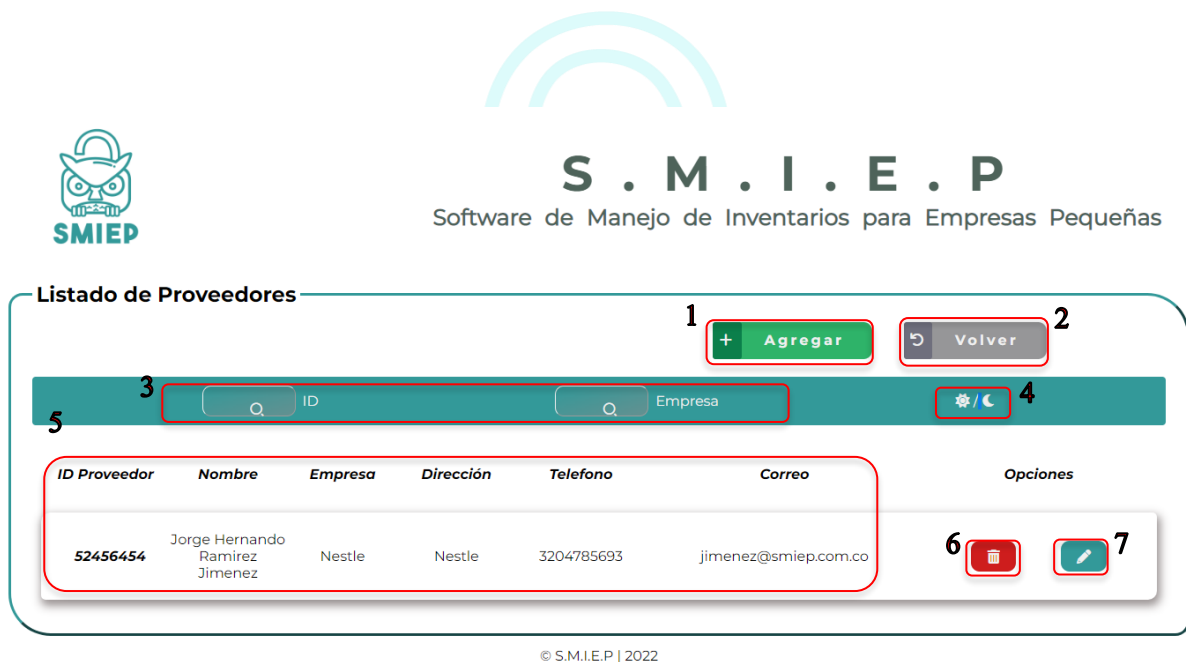 SMIEP
S . M . I . E . P
Software de Manejo de Inventarios para Empresas Pequeñas
Listado de Proveedores
1 + Agregar
2 Volver
3 ID Empresa
4 /
5
ID Proveedor Nombre Empresa Dirección Telefono Correo Opciones
52456454 Jorge Hernando Nestle Nestle 3204785693 jimenez@smiep.com.co
Ramirez
Jimenez
6 7
© S.M.I.E.P | 2022